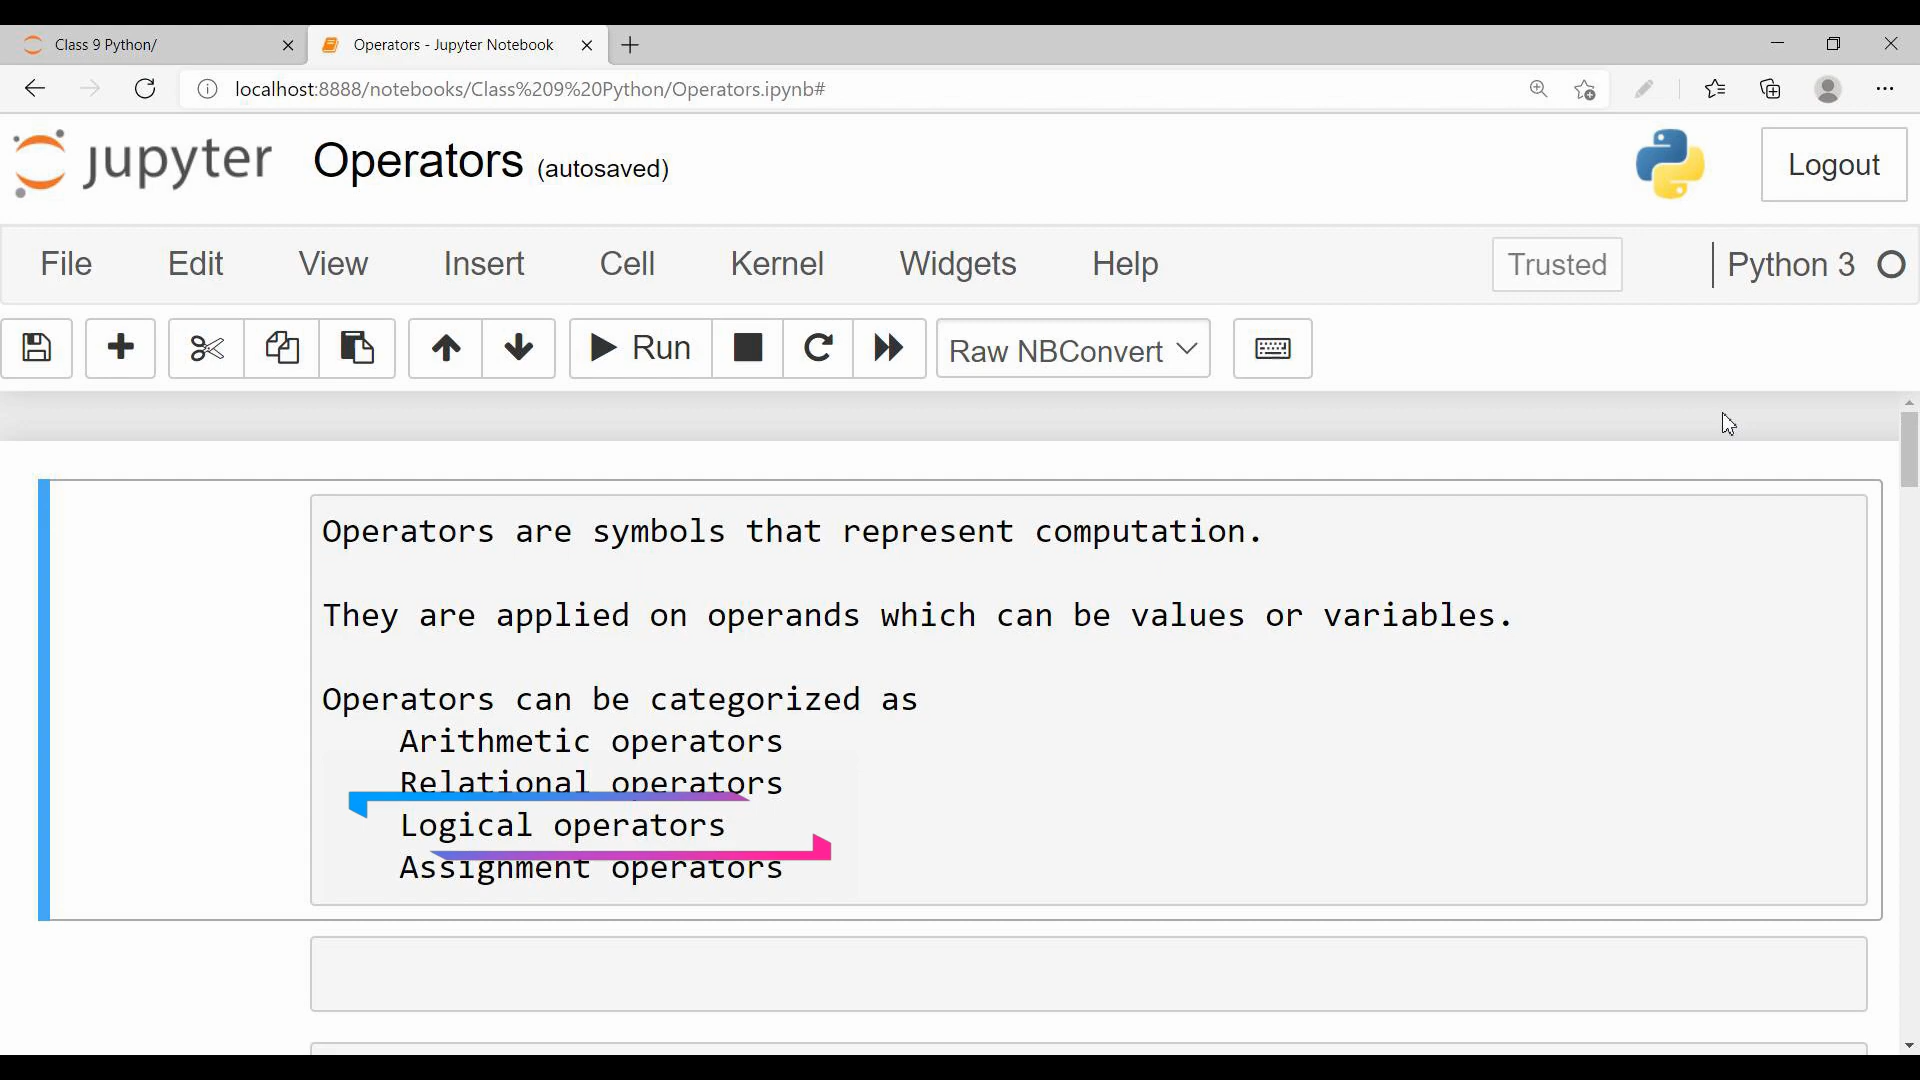 Class 9 Python/
Operators - Jupyter Notebook
localhost:8888/notebooks/Class%209%20Python/Operators.ipynb#
jupyter Operators (autosaved)
Logout
File Edit View Insert Cell Kernel Widgets Help Trusted Python 3
Run Raw NBConvert
Operators are symbols that represent computation.
They are applied on operands which can be values or variables.
Operators can be categorized as
Arithmetic operators
Relational operators
Logical operators
Assignment operators